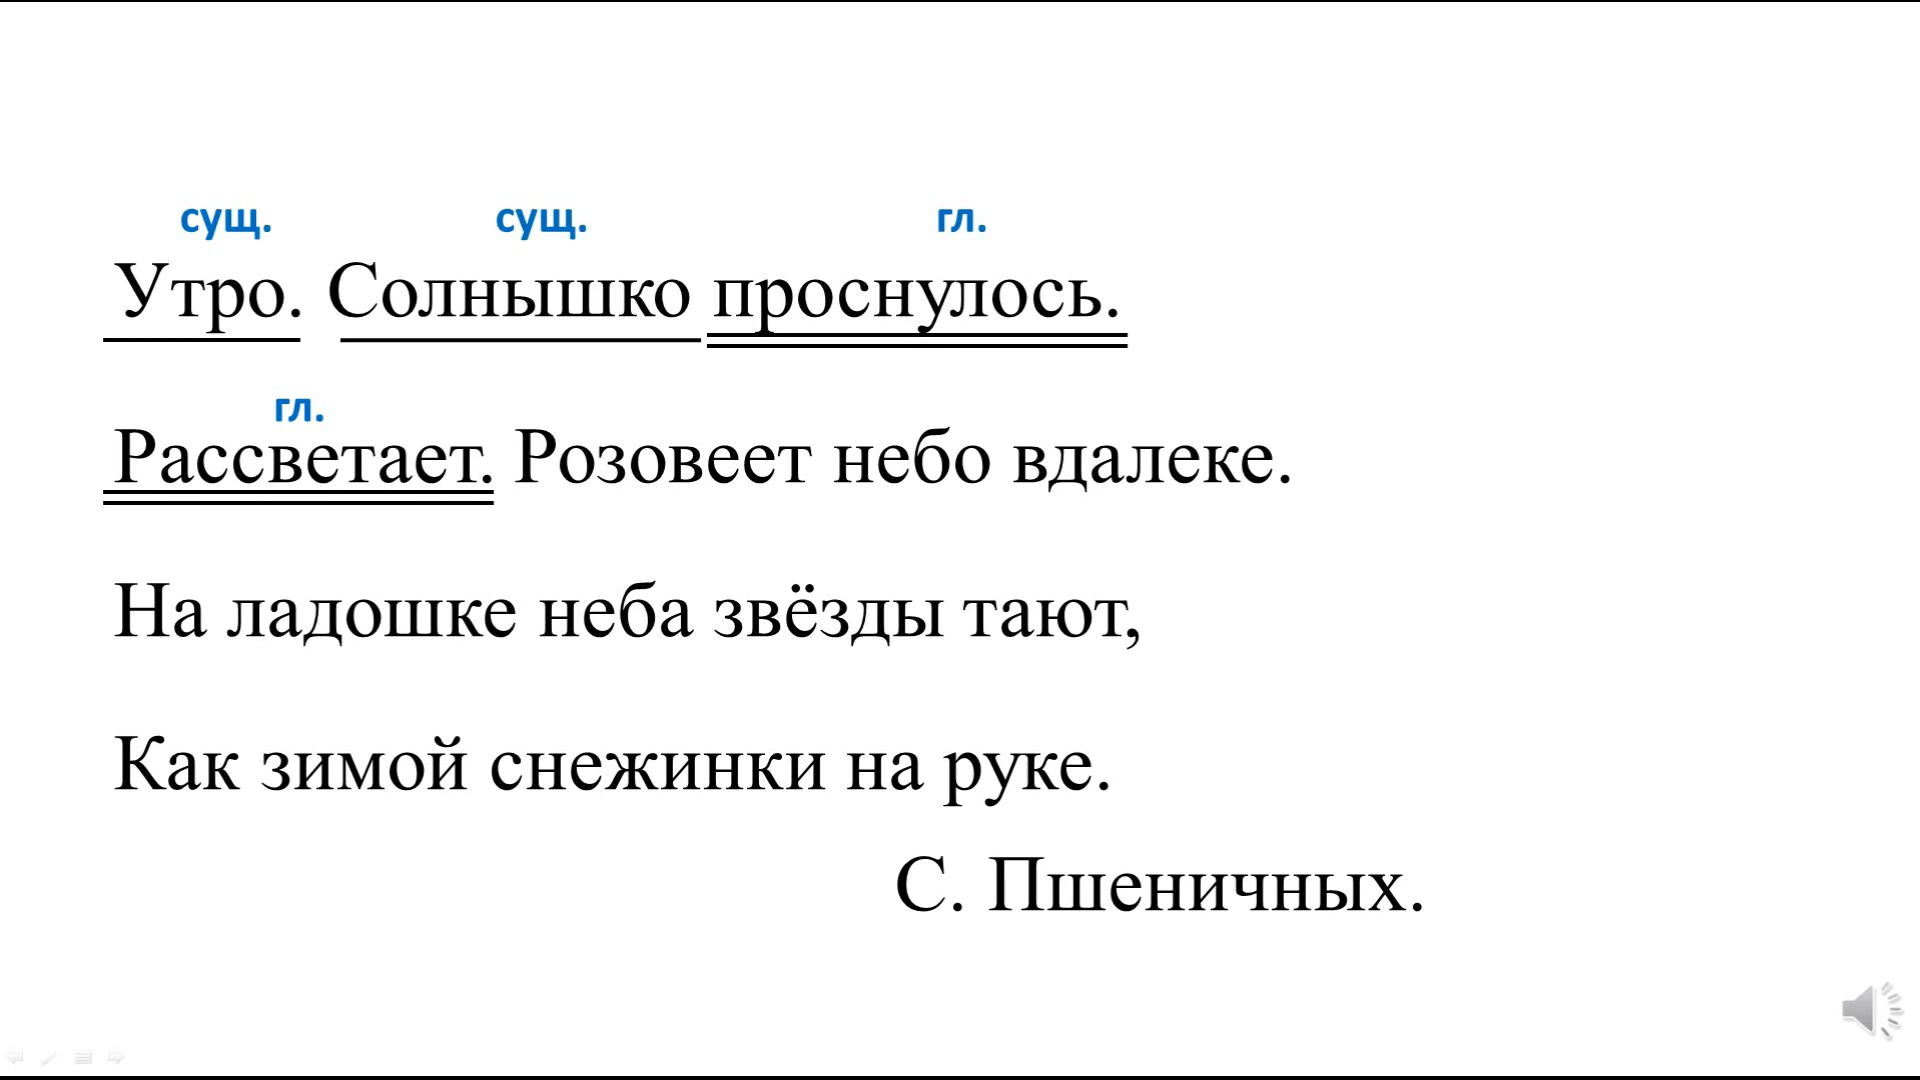 сущ. сущ. гл.
Утро. Солнышко проснулось.
гл.
Рассветает. Розовеет небо вдалеке.
На ладошке неба звёзды тают,
Как зимой снежинки на руке.
С. Пшеничных.